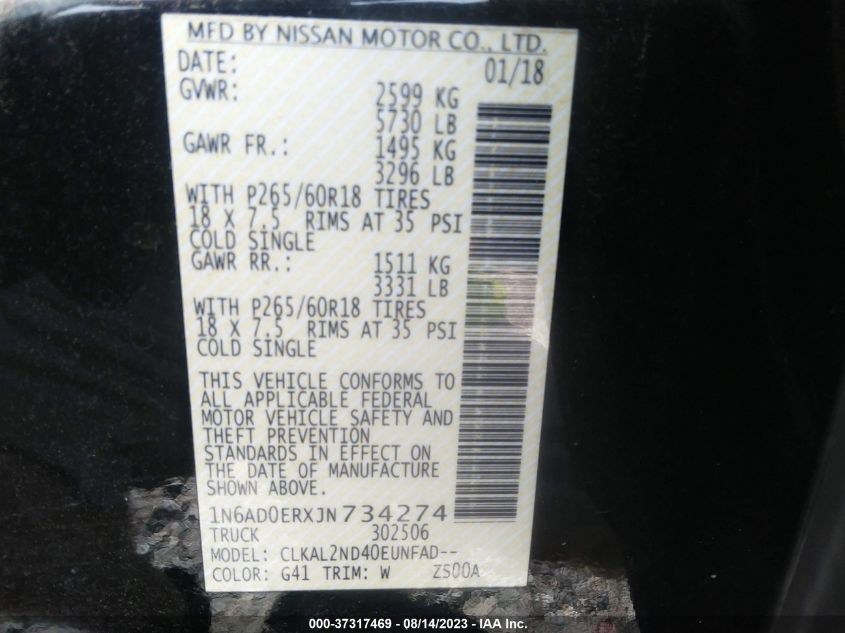 MFD BY NISSAN MOTOR CO., LTD.
DATE: 01/18
GVWR: 2599 KG
5730 LB
GAWR FR.: 1495 KG
3296 LB
WITH P265/60R18 TIRES
18 X 7.5 RIMS AT 35 PSI
COLD SINGLE
GAWR RR.: 1511 KG
3331 LB
WITH P265/60R18 TIRES
18 X 7.5 RIMS AT 35 PSI
COLD SINGLE
THIS VEHICLE CONFORMS TO
ALL APPLICABLE FEDERAL
MOTOR VEHICLE SAFETY AND
THEFT PREVENTION
STANDARDS IN EFFECT ON
THE DATE OF MANUFACTURE
SHOWN ABOVE.
1N6AD0ERXJN734274
TRUCK 302506
MODEL: CLKAL2ND40EUNFAD--
COLOR: G41 TRIM: W ZS00A
000-37317469 - 08/14/2023 - IAA Inc.